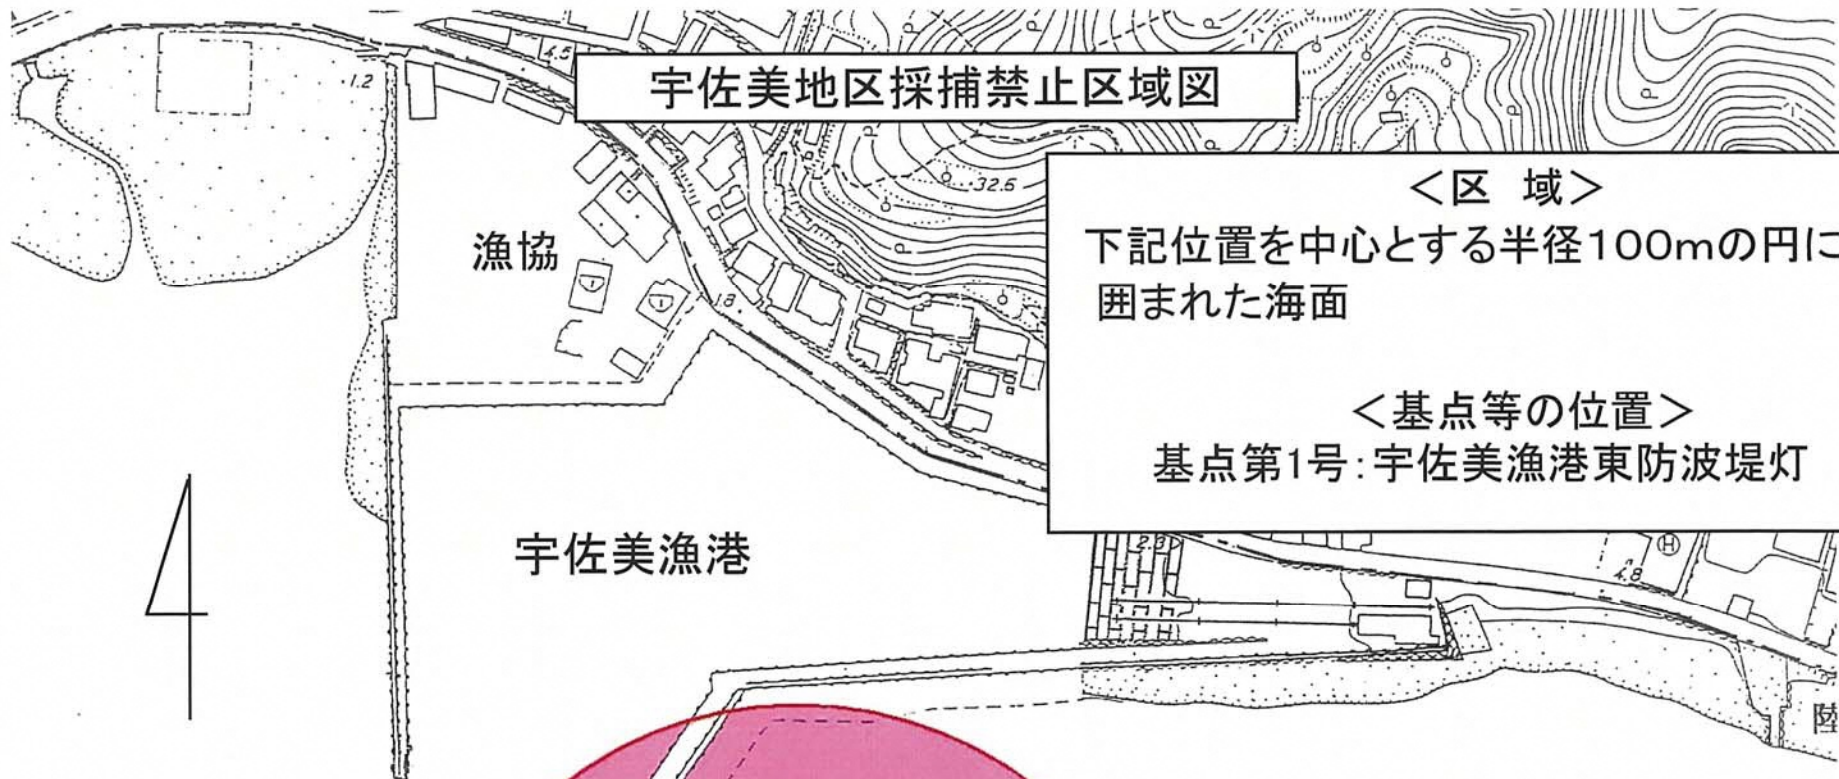 宇佐美地区採捕禁止区域図
4.5
1.2
＜区 域＞
32.6
漁協
下記位置を中心とする半径100mの円に
1.8
囲まれた海面
＜基点等の位置＞
基点第1号:宇佐美漁港東防波堤灯
宇佐美漁港
2.3
H
4.8
陸